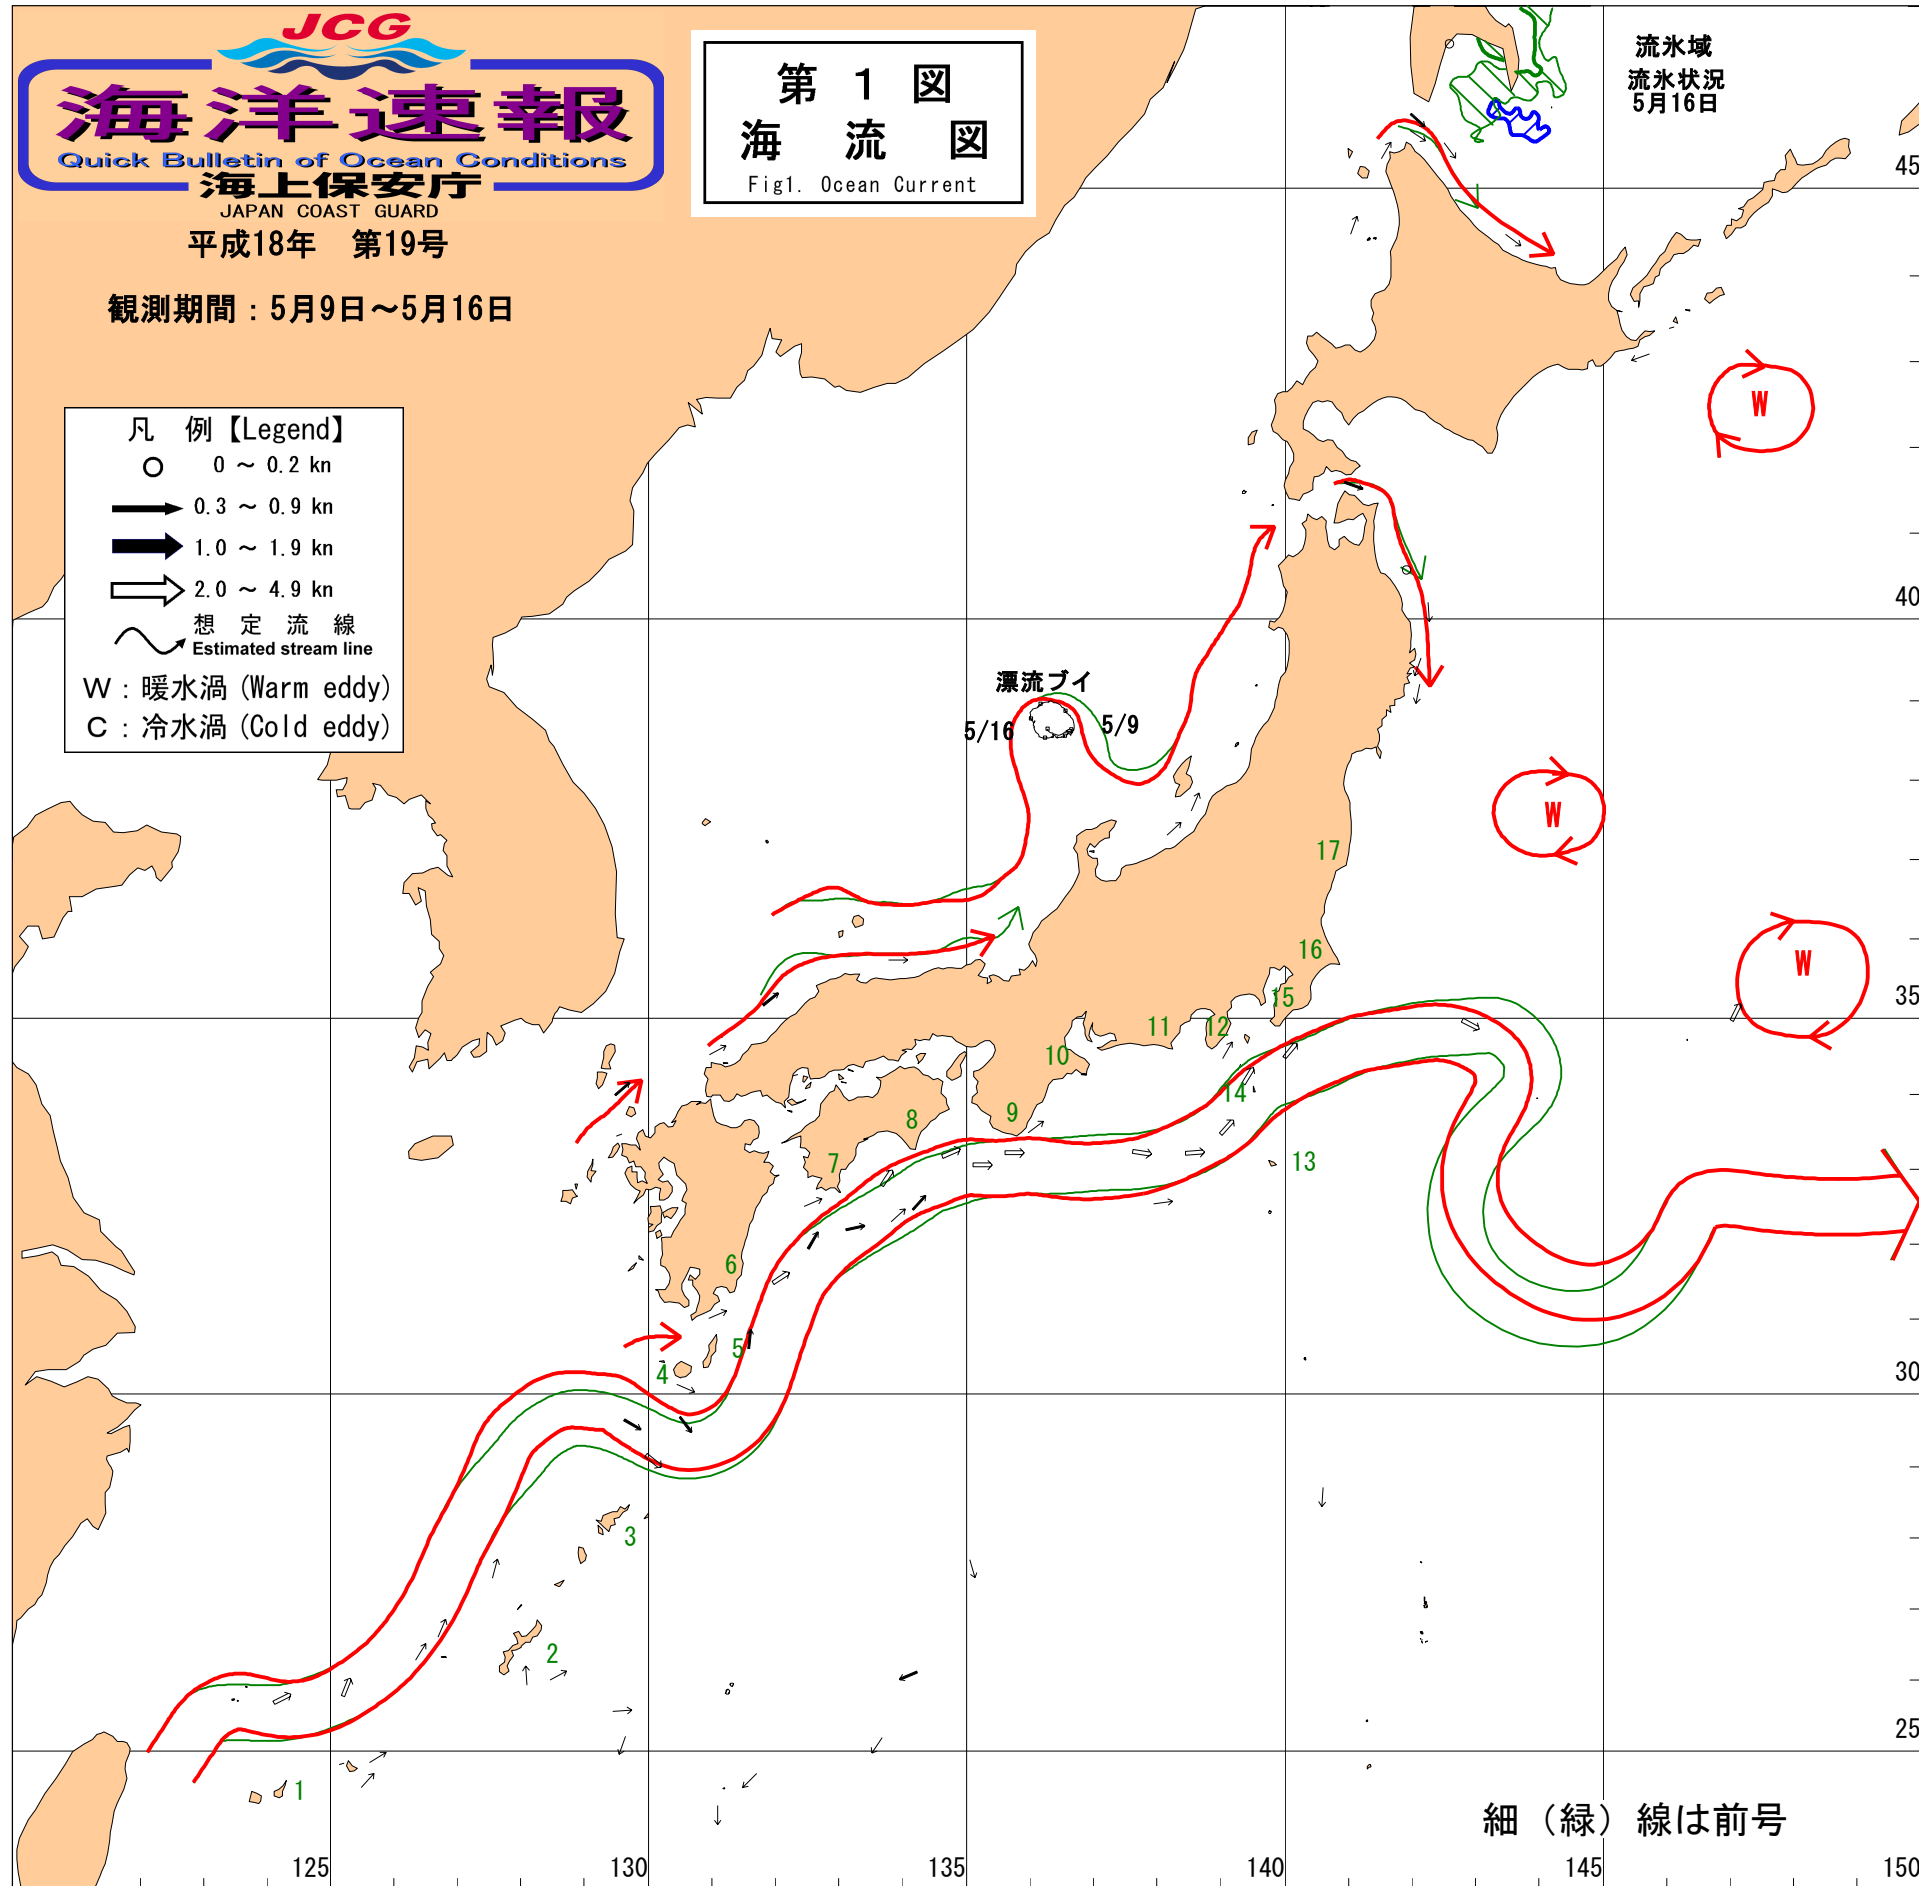 JCG
海洋速報
Quick Bulletin of Ocean Conditions
海上保安庁
JAPAN COAST GUARD
平成18年 第19号
観測期間：5月9日～5月16日
第 1 図
海 流 図
Fig1. Ocean Current
流氷域
流氷状況
5月16日
凡 例【Legend】
0 ～ 0.2 kn
0.3 ～ 0.9 kn
1.0 ～ 1.9 kn
2.0 ～ 4.9 kn
想 定 流 線
Estimated stream line
W：暖水渦(Warm eddy)
C：冷水渦(Cold eddy)
漂流ブイ
5/16
5/9
W
W
W
45
40
35
30
25
17
16
15
14
13
12
11
10
9
8
7
6
5
4
3
2
1
細（緑）線は前号
125
130
135
140
145
150